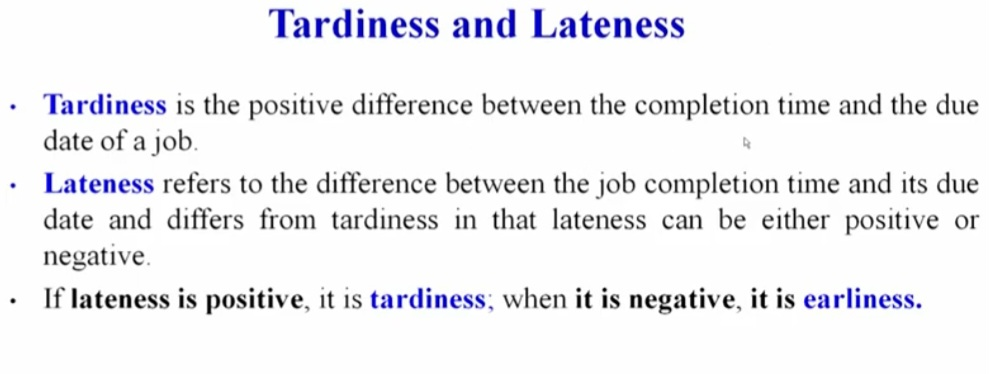 Tardiness and Lateness
• Tardiness is the positive difference between the completion time and the due
date of a job.
• Lateness refers to the difference between the job completion time and its due
date and differs from tardiness in that lateness can be either positive or
negative.
• If lateness is positive, it is tardiness; when it is negative, it is earliness.